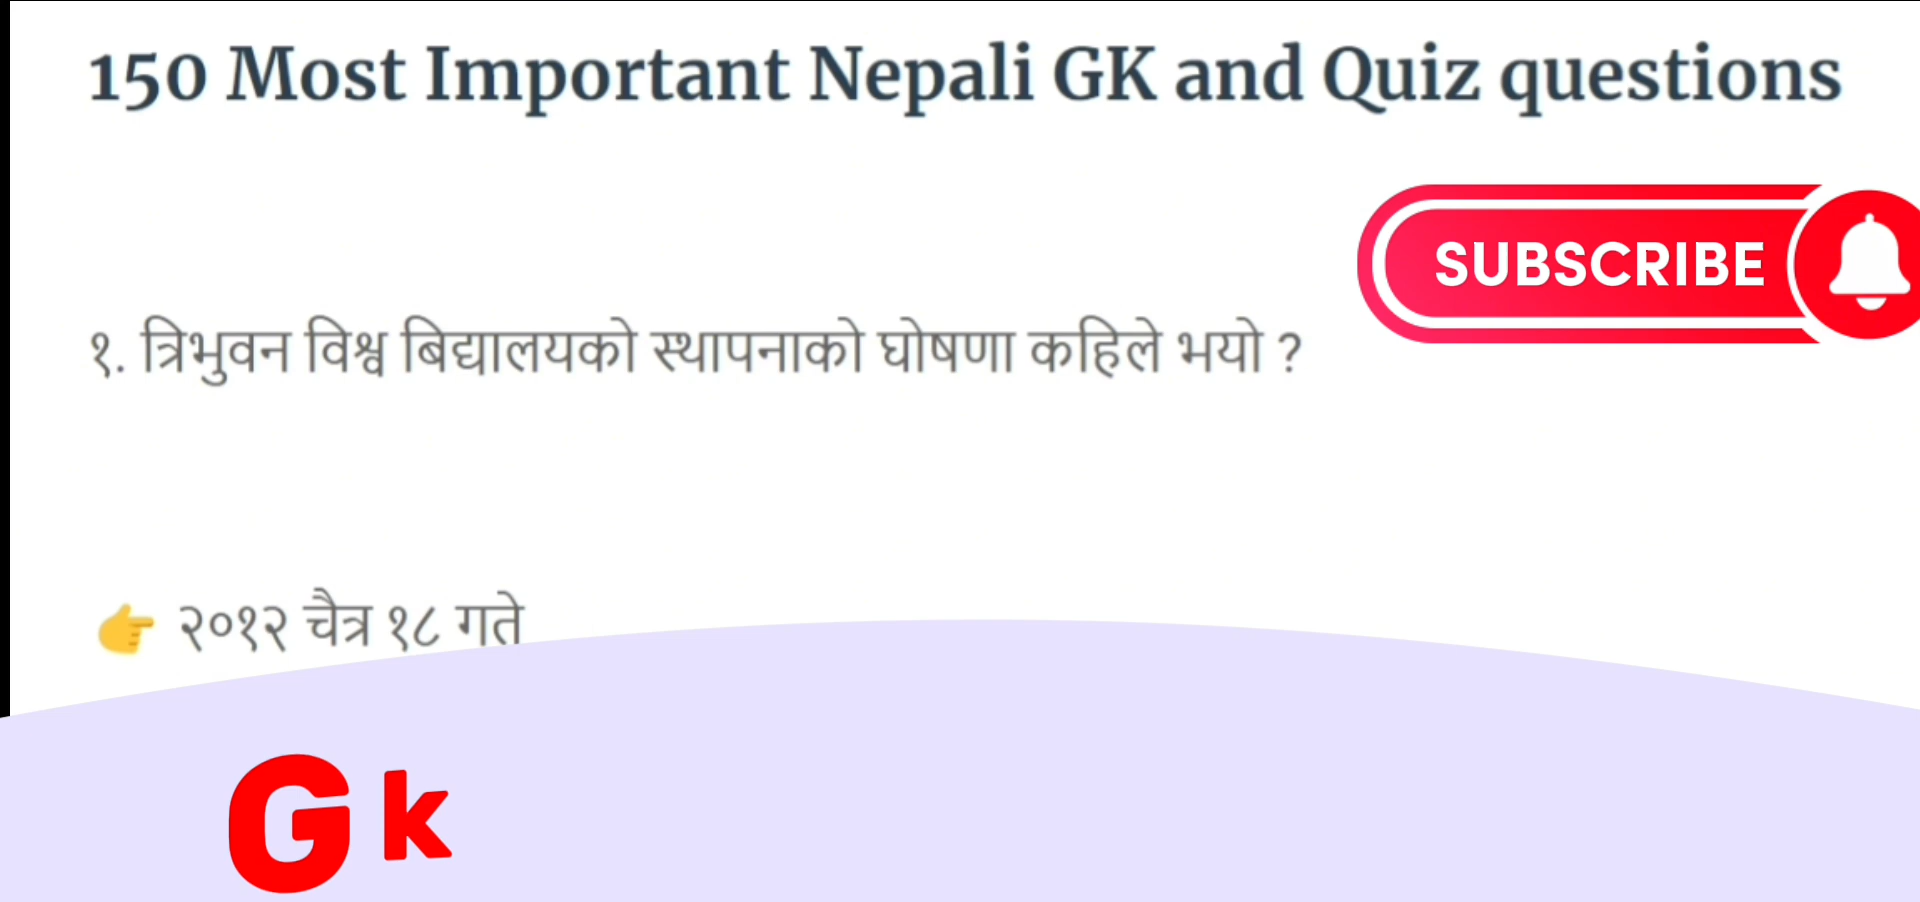 150 Most Important Nepali GK and Quiz questions
SUBSCRIBE
१. त्रिभुवन विश्व बिद्यालयको स्थापनाको घोषणा कहिले भयो ?
👉 २०१२ चैत्र १८ गते
Gk